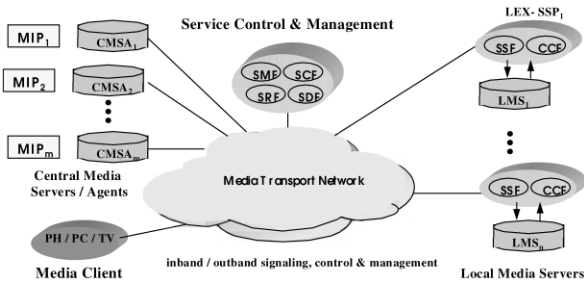 Service Control & Management
LEX- SSP1
MIP1
CMSA1
SMF
SCF
SRF
SDF
SSF
CCF
MIP2
CMSA2
LMS1
MIPm
CMSAm
Central Media
Servers / Agents
Media Transport Network
SSF
CCF
PH / PC / TV
LMSn
Media Client
inband / outband signaling, control & management
Local Media Servers